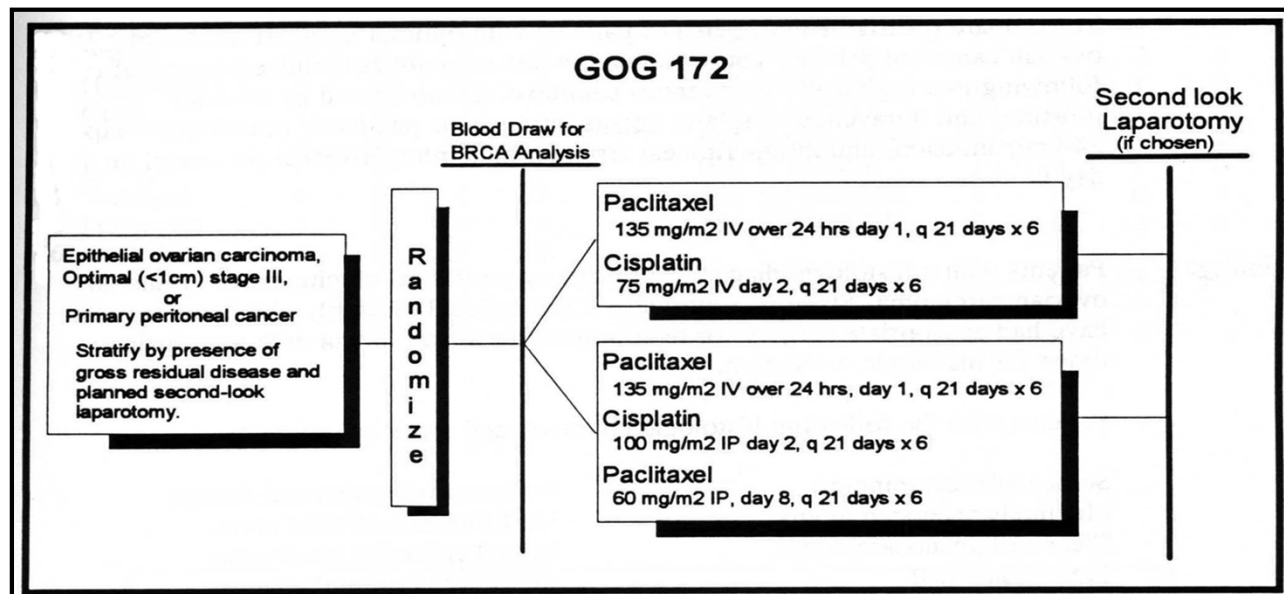 GOG 172
Blood Draw for
BRCA Analysis
Second look
Laparotomy
(if chosen)
Epithelial ovarian carcinoma,
Optimal (<1cm) stage III,
or
Primary peritoneal cancer
Stratify by presence of
gross residual disease and
planned second-look
laparotomy.
Randomize
Paclitaxel
135 mg/m2 IV over 24 hrs day 1, q 21 days x 6
Cisplatin
75 mg/m2 IV day 2, q 21 days x 6
Paclitaxel
135 mg/m2 IV over 24 hrs, day 1, q 21 days x 6
Cisplatin
100 mg/m2 IP day 2, q 21 days x 6
Paclitaxel
60 mg/m2 IP, day 8, q 21 days x 6